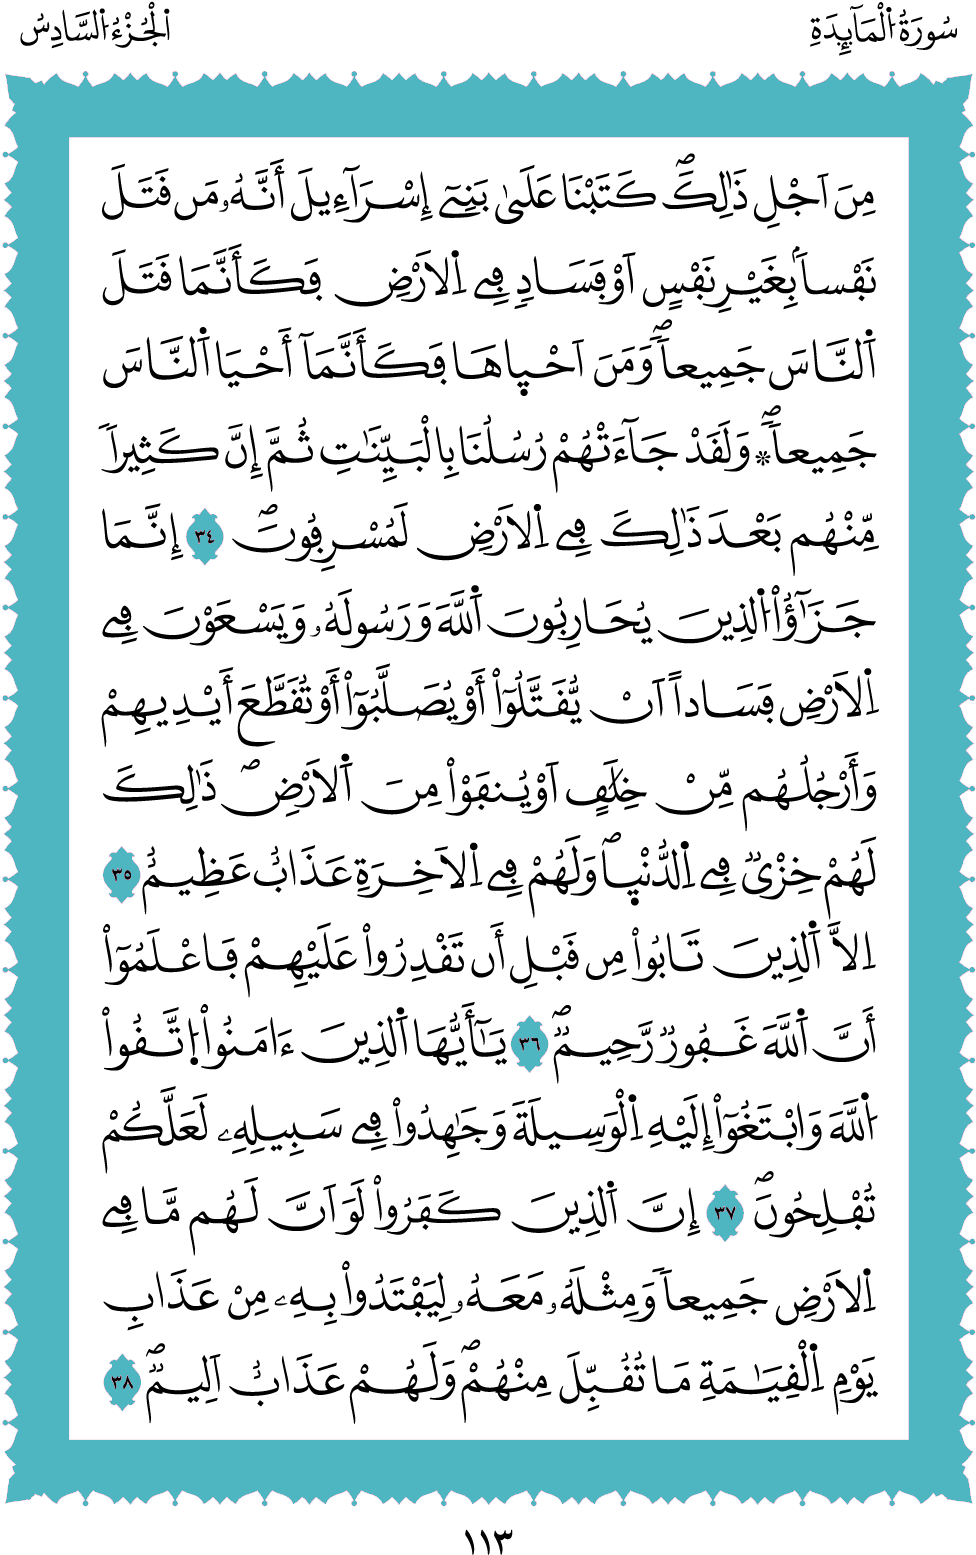 سُورَةُ الْمَآئِدَةِ
الْجُزْءُ السَّادِسُ
مِنَ اَجْلِ ذَٰلِكَۖ كَتَبْنَا عَلَىٰ بَنِےٓ إِسْرَآءِيلَ أَنَّهُۥ مَن قَتَلَ
نَفْساَۢ بِغَيْرِ نَفْسٍ اَوْ فَسَادٖ فِے اِ۬لَارْضِ فَكَأَنَّمَا قَتَلَ
اَ۬لنَّاسَ جَمِيعاٗۖ وَمَنَ اَحْي۪اهَا فَكَأَنَّمَآ أَحْيَا اَ۬لنَّاسَ
جَمِيعاٗۖ ۞ وَلَقَدْ جَآءَتْهُمْ رُسُلُنَا بِالْبَيِّنَٰتِ ثُمَّ إِنَّ كَثِيراٗ
مِّنْهُم بَعْدَ ذَٰلِكَ فِے اِ۬لَارْضِ لَمُسْرِفُونَۖ ٣٤ إِنَّمَا
جَزَٰٓؤُاْ اُ۬لذِينَ يُحَارِبُونَ اَ۬للَّهَ وَرَسُولَهُۥ وَيَسْعَوْنَ فِے
اِ۬لَارْضِ فَسَاداً اَنْ يُّقَتَّلُوٓاْ أَوْ يُصَلَّبُوٓاْ أَوْ تُقَطَّعَ أَيْدِيهِمْ
وَأَرْجُلُهُم مِّنْ خِلَٰفٍ اَوْ يُنفَوْاْ مِنَ اَ۬لَارْضِۖ ذَٰلِكَ
لَهُمْ خِزْيٞ فِے اِ۬لدُّنْي۪اۖ وَلَهُمْ فِے اِ۬لَاخِرَةِ عَذَابٌ عَظِيمٌ ٣٥
اِلَّا اَ۬لذِينَ تَابُواْ مِن قَبْلِ أَن تَقْدِرُواْ عَلَيْهِمْ فَاعْلَمُوٓاْ
أَنَّ اَ۬للَّهَ غَفُورٞ رَّحِيمٞۖ ٣٦ يَٰٓأَيُّهَا اَ۬لذِينَ ءَامَنُواْ اُ۪تَّقُواْ
اُ۬للَّهَ وَابْتَغُوٓاْ إِلَيْهِ اِ۬لْوَسِيلَةَ وَجَٰهِدُواْ فِے سَبِيلِهِۦ لَعَلَّكُمْ
تُفْلِحُونَۖ ٣٧ إِنَّ اَ۬لذِينَ كَفَرُواْ لَوَ اَنَّ لَهُم مَّا فِے
اِ۬لَارْضِ جَمِيعاٗ وَمِثْلَهُۥ مَعَهُۥ لِيَفْتَدُواْ بِهِۦ مِنْ عَذَابِ
يَوْمِ اِ۬لْقِيَٰمَةِ مَا تُقُبِّلَ مِنْهُمْۖ وَلَهُمْ عَذَابٌ اَلِيمٞۖ ٣٨
١١٣